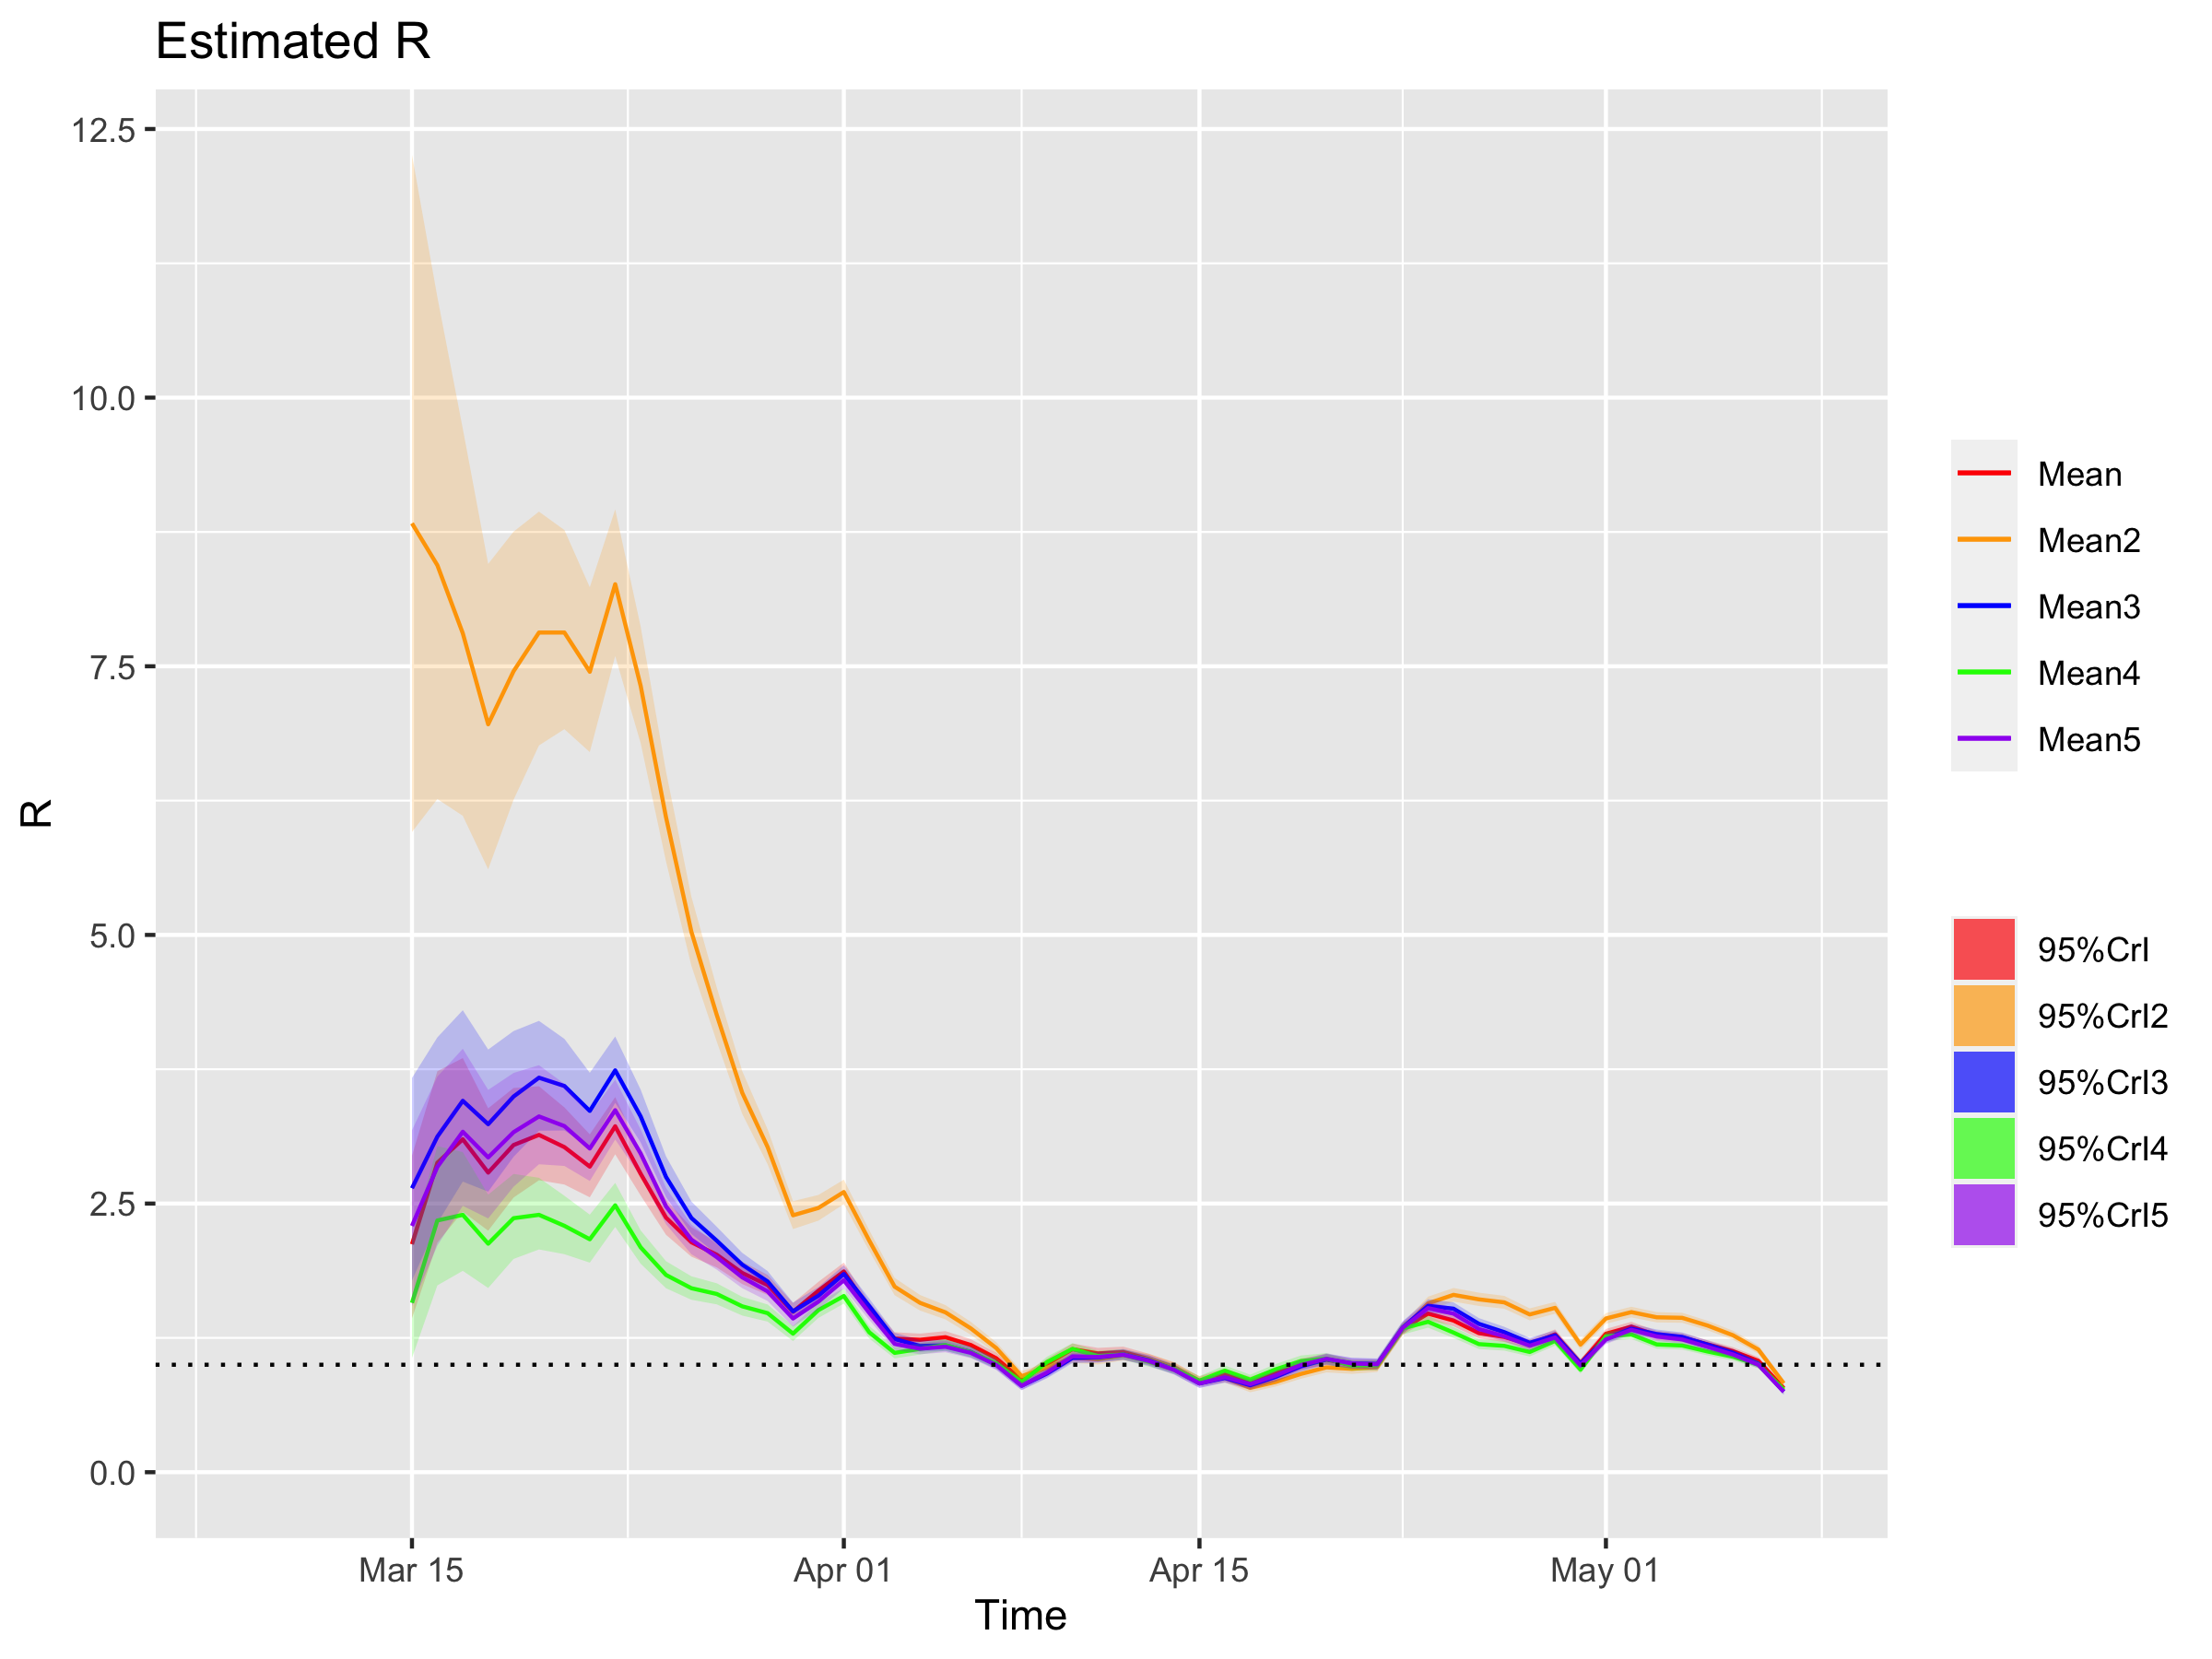 Estimated R
12.5
10.0
7.5
5.0
2.5
0.0
R
Mar 15
Apr 01
Apr 15
May 01
Time
Mean
Mean2
Mean3
Mean4
Mean5
95%CrI
95%CrI2
95%CrI3
95%CrI4
95%CrI5